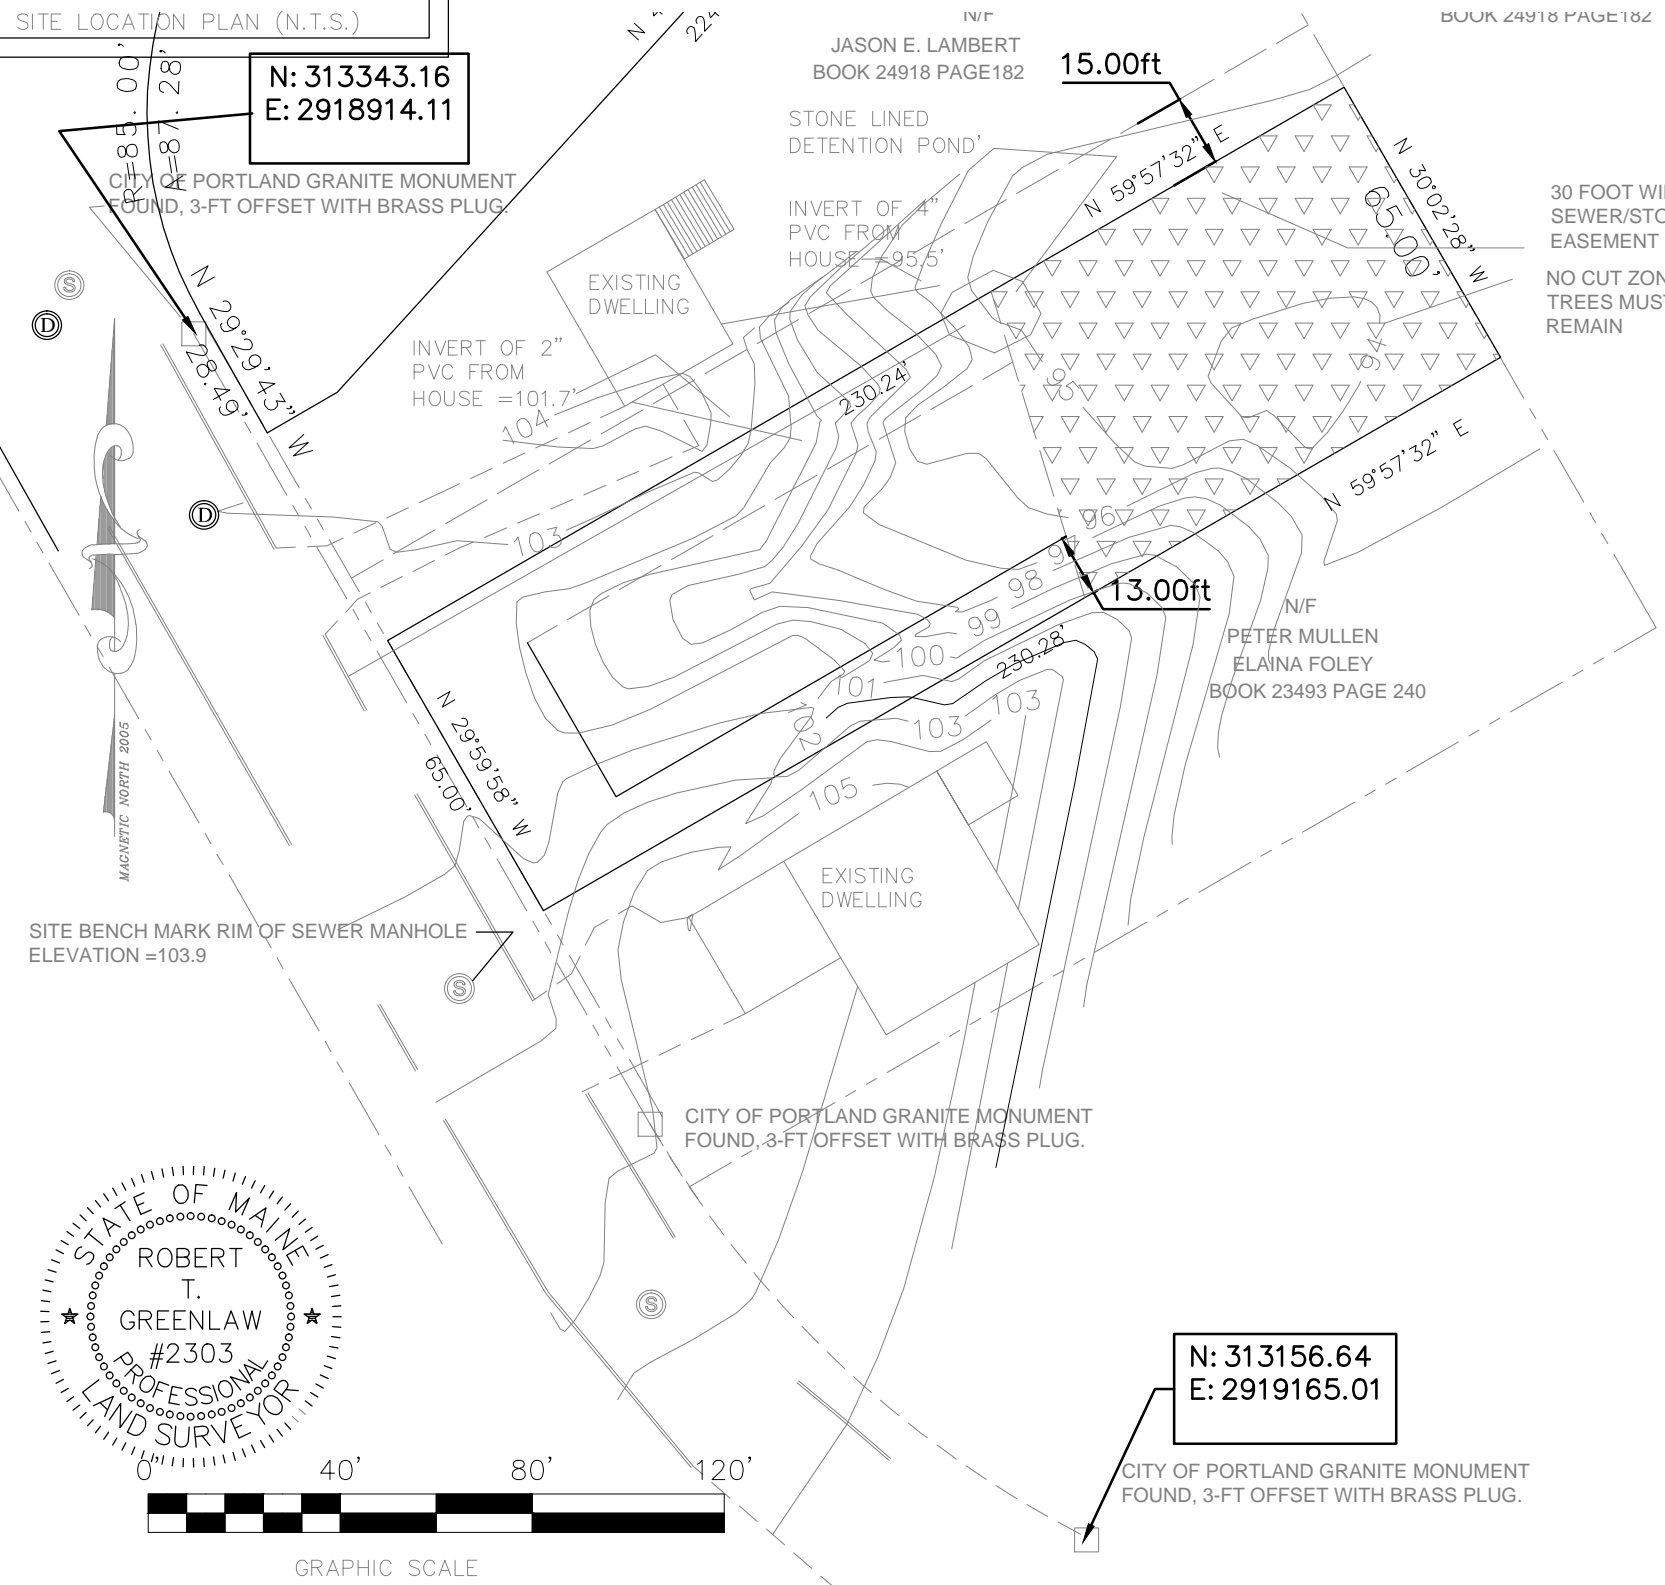 SITE LOCATION PLAN (N.T.S.)
R=85.00'
A=87.28'
N: 313343.16
E: 2918914.11
CITY OF PORTLAND GRANITE MONUMENT
FOUND, 3-FT OFFSET WITH BRASS PLUG.
224
N/F
JASON E. LAMBERT
BOOK 24918 PAGE182
BOOK 24918 PAGE182
15.00ft
STONE LINED
DETENTION POND'
INVERT OF 4"
PVC FROM
HOUSE =95.5'
N 59°57'32" E
N 30°02'28" W
65.00'
SEWER/STO
EASEMENT
NO CUT ZON
TREES MUS
REMAIN
30 FOOT WI
S
D
N 29°29'43" W
28.49'
EXISTING
DWELLING
INVERT OF 2"
PVC FROM
HOUSE =101.7'
104
230.24'
95
94
N 59°57'32" E
D
103
96
98
99
100
101
102
103
103
105
13.00ft
230.28'
N/F
PETER MULLEN
ELAINA FOLEY
BOOK 23493 PAGE 240
N 29°59'58" W
65.00'
MAGNETIC NORTH 2005
EXISTING
DWELLING
SITE BENCH MARK RIM OF SEWER MANHOLE
ELEVATION =103.9
S
CITY OF PORTLAND GRANITE MONUMENT
FOUND, 3-FT OFFSET WITH BRASS PLUG.
STATE OF MAINE
ROBERT
T.
GREENLAW
#2303
PROFESSIONAL
LAND SURVEYOR
S
N: 313156.64
E: 2919165.01
CITY OF PORTLAND GRANITE MONUMENT
FOUND, 3-FT OFFSET WITH BRASS PLUG.
0' 40' 80' 120'
GRAPHIC SCALE